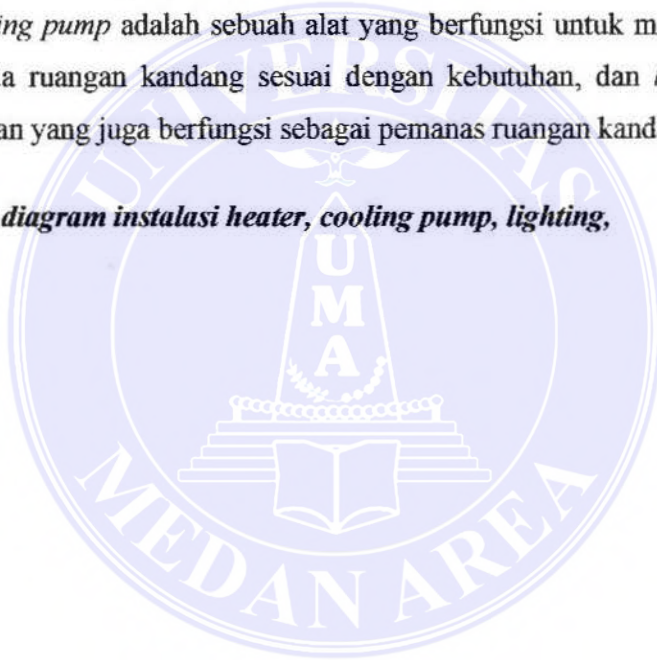 ing pump adalah sebuah alat yang berfungsi untuk m
a ruangan kandang sesuai dengan kebutuhan, dan
an yang juga berfungsi sebagai pemanas ruangan kand
diagram instalasi heater, cooling pump, lighting,
UNIVERSITAS
UMA
MEDAN AREA